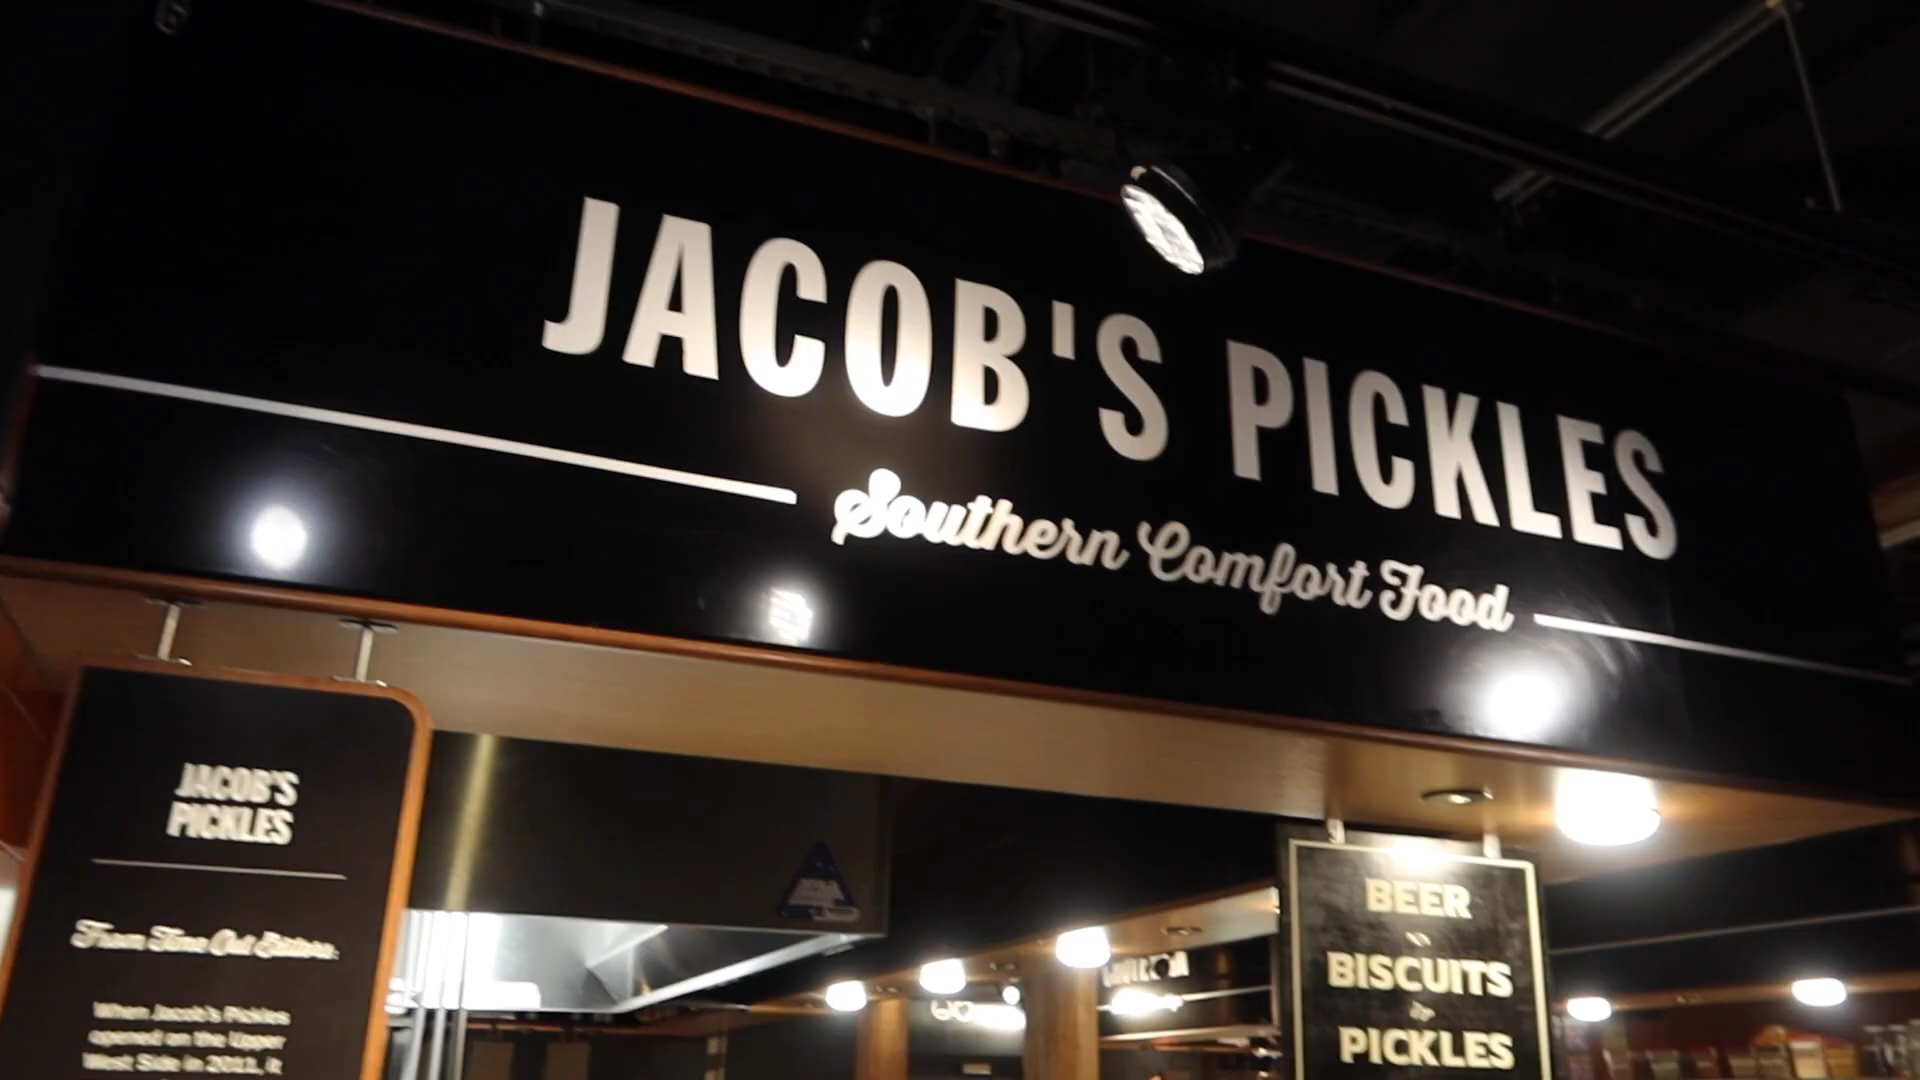 JACOB'S PICKLES
Southern Comfort Food
JACOB'S
PICKLES
From Time Out Editors:
When Jacob's Pickles
opened on the Upper
West Side in 2011, it
BEER
BISCUITS
PICKLES